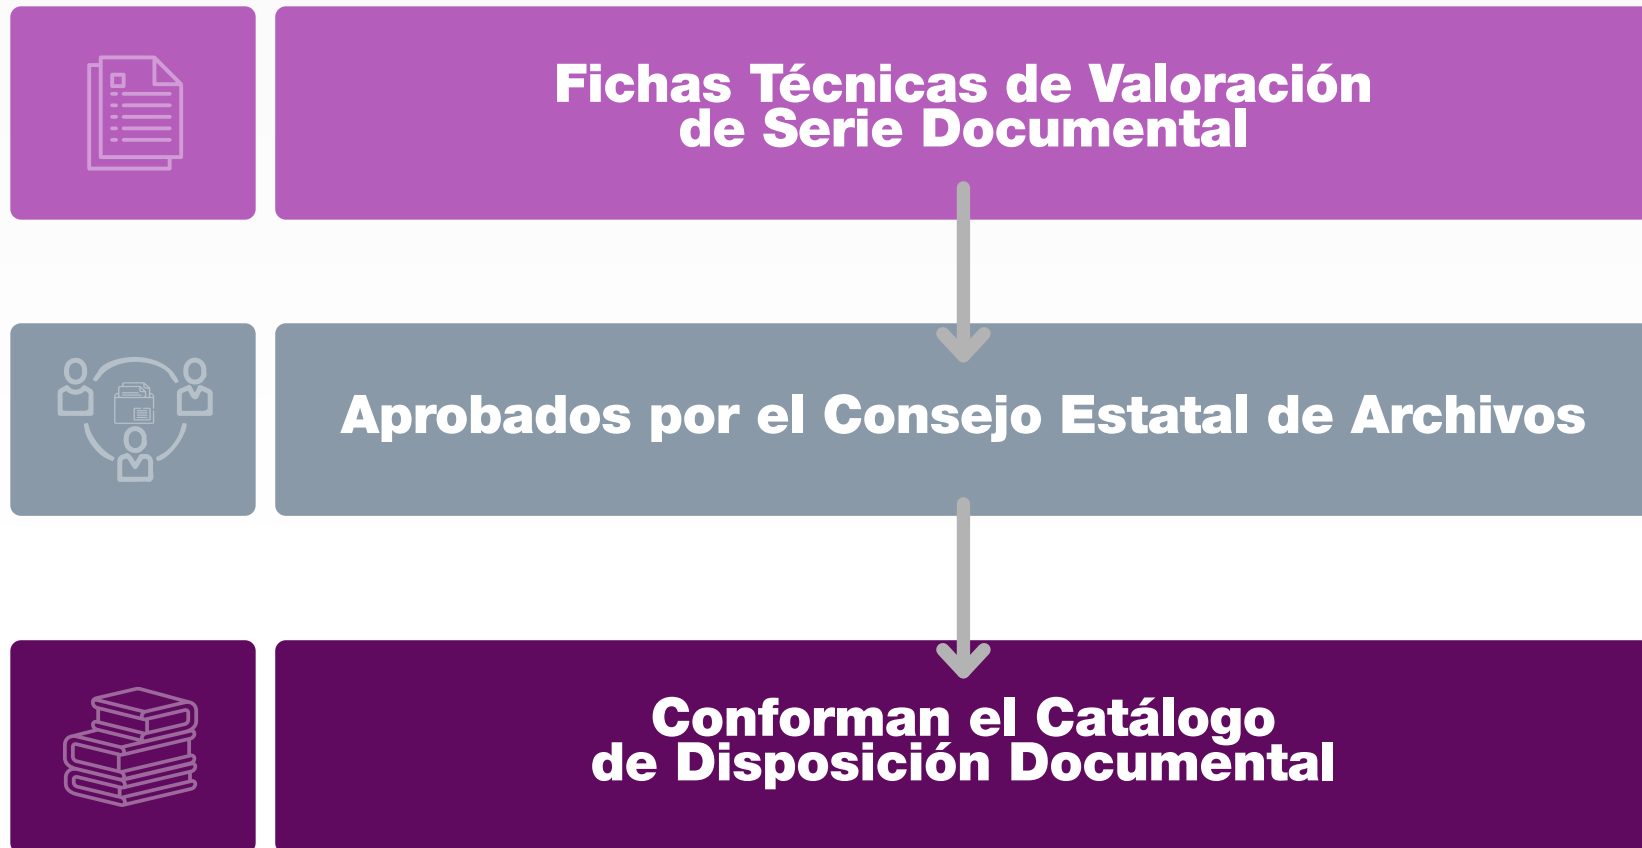 Fichas Técnicas de Valoración
de Serie Documental
Aprobados por el Consejo Estatal de Archivos
Conforman el Catálogo
de Disposición Documental